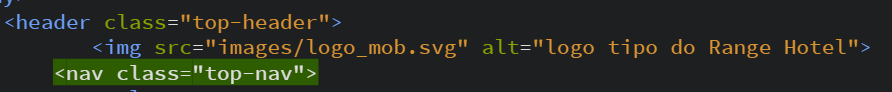 <header class="top-header">
<img src="images/logo_mob.svg" alt="logo tipo do Range Hotel">
<nav class="top-nav">